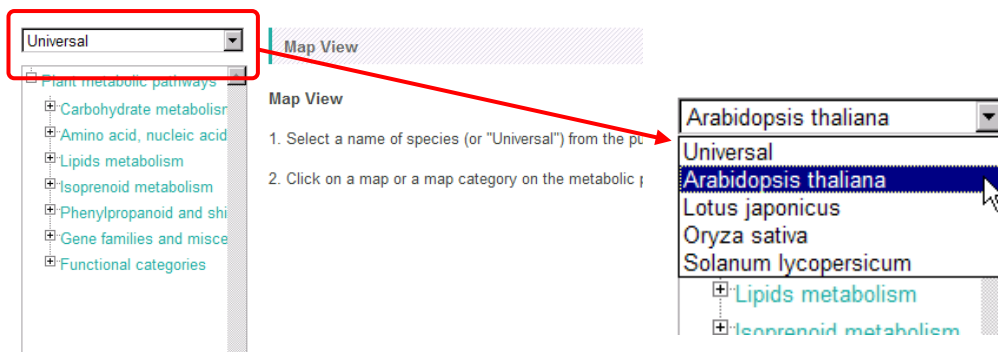 Universal
Plant metabolic pathways
Carbohydrate metabolism
Amino acid, nucleic acid
Lipids metabolism
Isoprenoid metabolism
Phenylpropanoid and shi
Gene families and misce
Functional categories
Map View
Map View
1. Select a name of species (or "Universal") from the pu
2. Click on a map or a map category on the metabolic p
Arabidopsis thaliana
Universal
Arabidopsis thaliana
Lotus japonicus
Oryza sativa
Solanum lycopersicum
Lipids metabolism
Isoprenoid metabolism